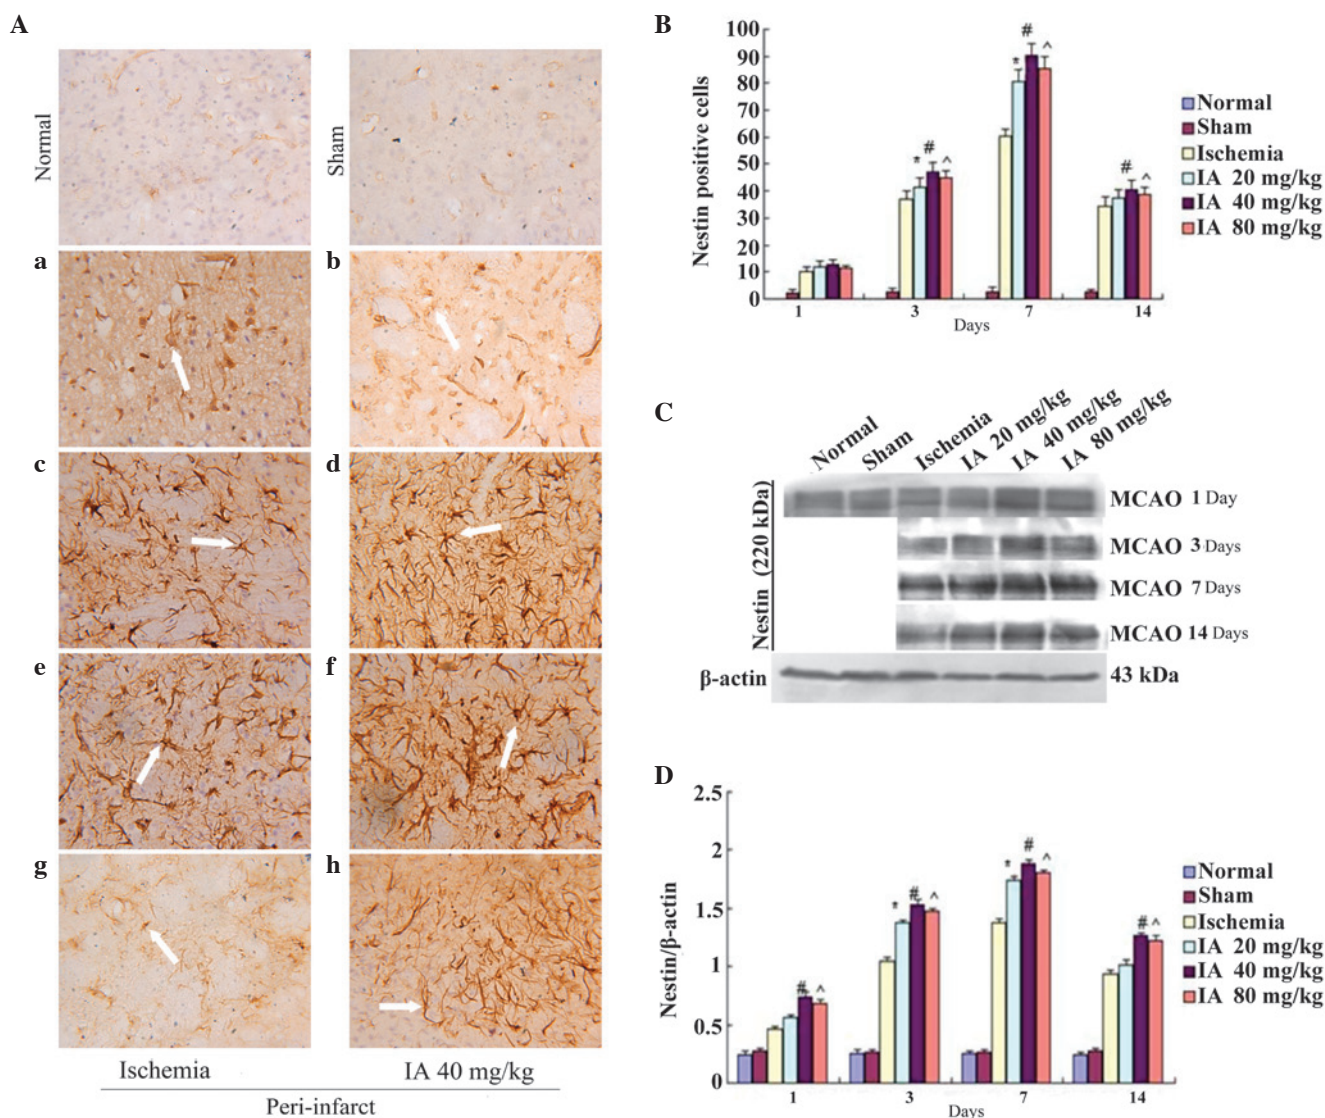 A
Normal
Sham
a
b
c
d
e
f
g
h
Ischemia
IA 40 mg/kg
Peri-infarct
B
Nestin positive cells
100
90
80
70
60
50
40
30
20
10
0
* # ^
* # ^
# ^
1
3
7
14
Days
Normal
Sham
Ischemia
IA 20 mg/kg
IA 40 mg/kg
IA 80 mg/kg
C
Normal
Sham
Ischemia
IA 20 mg/kg
IA 40 mg/kg
IA 80 mg/kg
Nestin (220 kDa)
MCAO 1 Day
MCAO 3 Days
MCAO 7 Days
MCAO 14 Days
β-actin
43 kDa
D
Nestin/β-actin
2.5
2
1.5
1
0.5
0
# ^
* # ^
* # ^
# ^
1
3
7
14
Days
Normal
Sham
Ischemia
IA 20 mg/kg
IA 40 mg/kg
IA 80 mg/kg